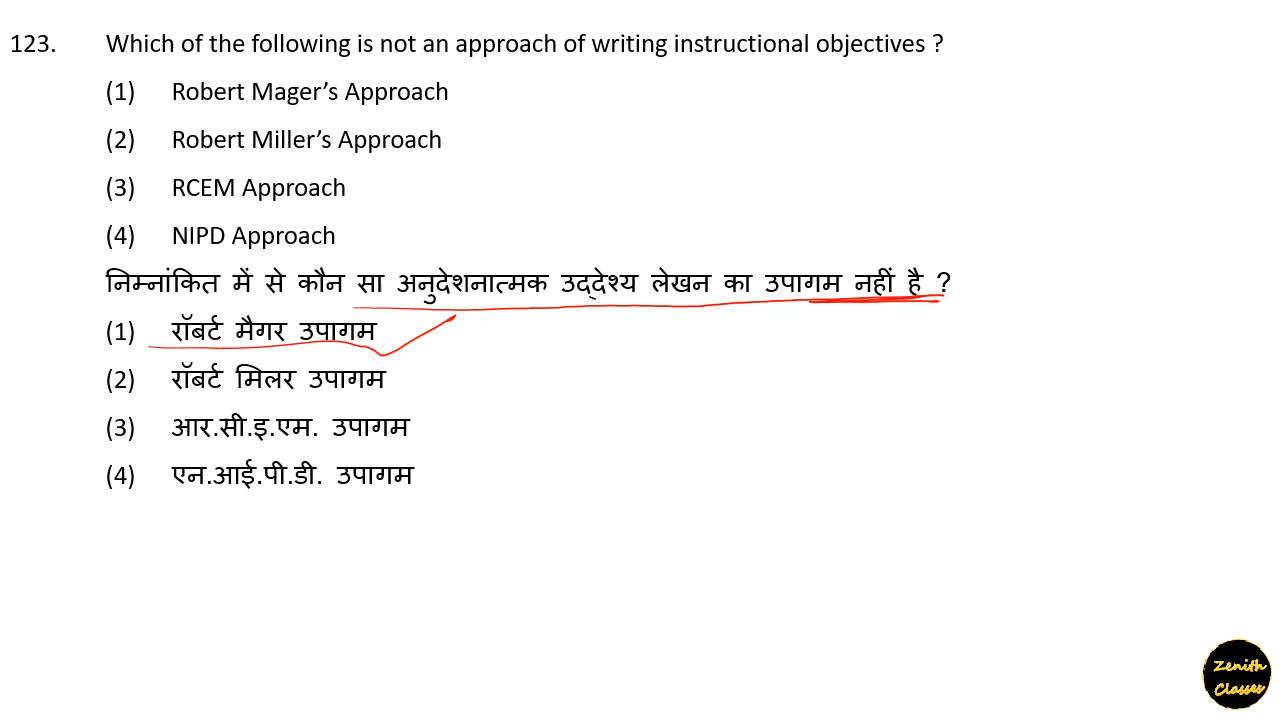 123. Which of the following is not an approach of writing instructional objectives ?
(1) Robert Mager’s Approach
(2) Robert Miller’s Approach
(3) RCEM Approach
(4) NIPD Approach
निम्नांकित में से कौन सा अनुदेशनात्मक उद्देश्य लेखन का उपागम नहीं है ?
(1) रॉबर्ट मैगर उपागम
(2) रॉबर्ट मिलर उपागम
(3) आर.सी.इ.एम. उपागम
(4) एन.आई.पी.डी. उपागम
Zenith
Classes